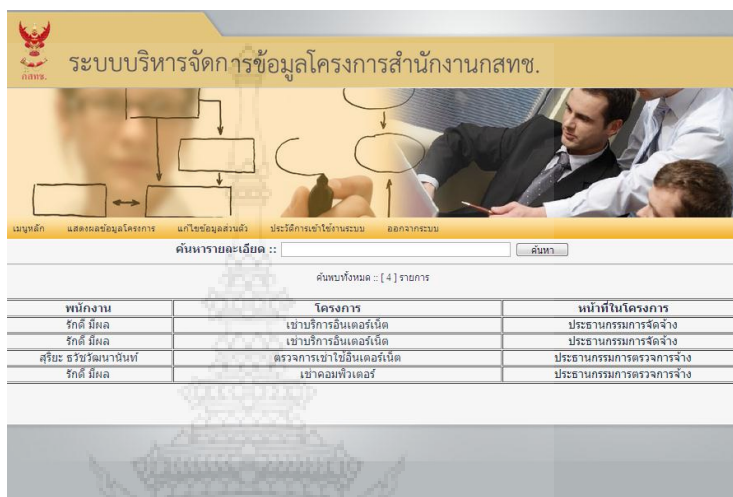 กสทช.
ระบบบริหารจัดการข้อมูลโครงการสำนักงานกสทช.
เมนูหลัก แสดงผลข้อมูลโครงการ แก้ไขข้อมูลส่วนตัว ประวัติการเข้าใช้งานระบบ ออกจากระบบ
ค้นหารายละเอียด :: ค้นหา
ค้นพบทั้งหมด :: [ 4 ] รายการ
พนักงาน โครงการ หน้าที่ในโครงการ
รักดี มีผล เช่าบริการอินเตอร์เน็ต ประธานกรรมการจัดจ้าง
รักดี มีผล เช่าบริการอินเตอร์เน็ต ประธานกรรมการจัดจ้าง
สุริยะ ธวัชวัฒนานันท์ ตรวจการเช่าใช้อินเตอร์เน็ต ประธานกรรมการตรวจการจ้าง
รักดี มีผล เช่าคอมพิวเตอร์ ประธานกรรมการตรวจการจ้าง